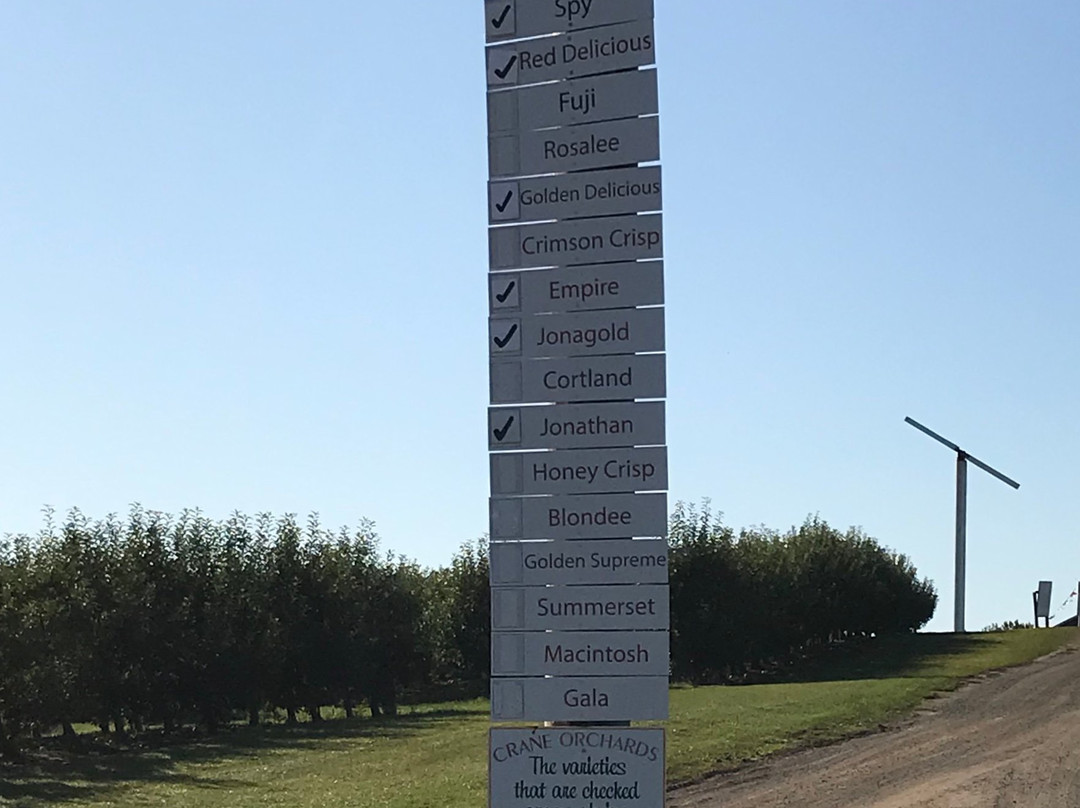 ✓ Spy
✓ Red Delicious
Fuji
Rosalee
✓ Golden Delicious
Crimson Crisp
✓ Empire
✓ Jonagold
Cortland
✓ Jonathan
Honey Crisp
Blondee
Golden Supreme
Summerset
Macintosh
Gala
CRANE ORCHARDS
The varieties
that are checked